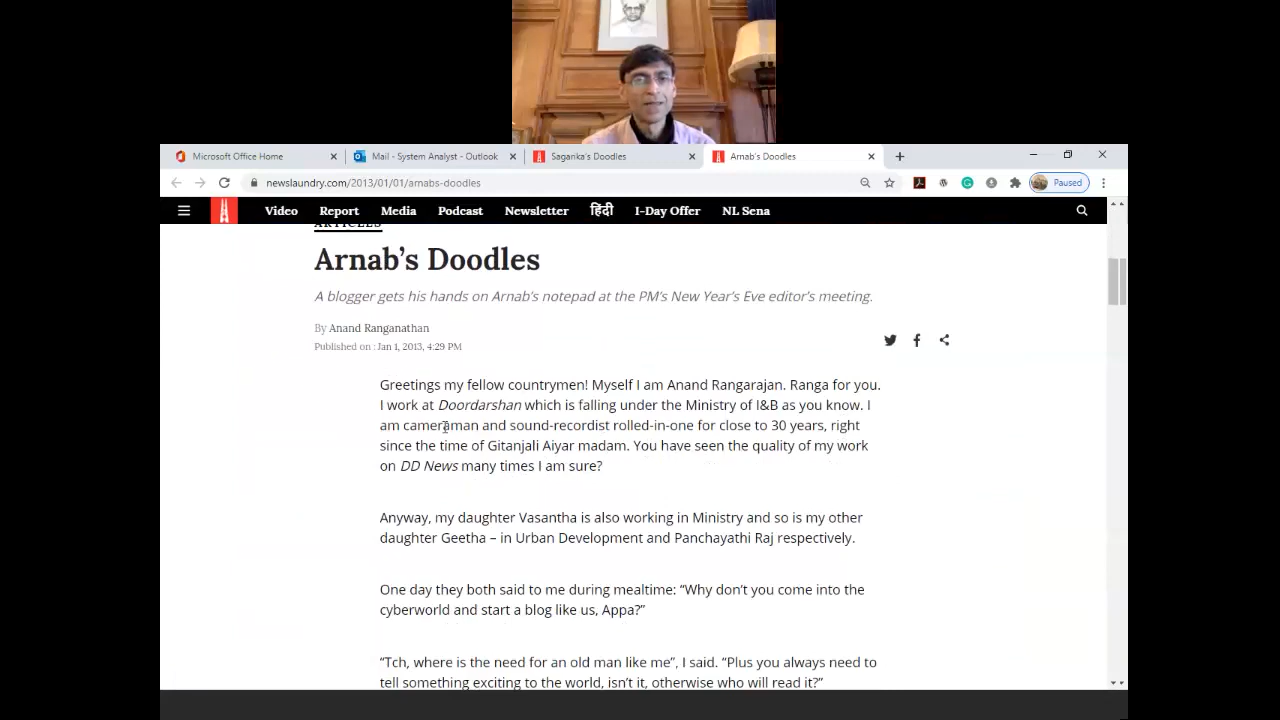 Microsoft Office Home
Mail - System Analyst - Outlook
Sagarika's Doodles
Arnab's Doodles
newslaundry.com/2013/01/01/arnabs-doodles
Paused
Video Report Media Podcast Newsletter हिंदी I-Day Offer NL Sena
ARTICLES
Arnab's Doodles
A blogger gets his hands on Arnab's notepad at the PM's New Year's Eve editor's meeting.
By Anand Ranganathan
Published on : Jan 1, 2013, 4:29 PM
Greetings my fellow countrymen! Myself I am Anand Rangarajan. Ranga for you.
I work at Doordarshan which is falling under the Ministry of I&B as you know. I
am cameraman and sound-recordist rolled-in-one for close to 30 years, right
since the time of Gitanjali Aiyar madam. You have seen the quality of my work
on DD News many times I am sure?
Anyway, my daughter Vasantha is also working in Ministry and so is my other
daughter Geetha – in Urban Development and Panchayathi Raj respectively.
One day they both said to me during mealtime: “Why don't you come into the
cyberworld and start a blog like us, Appa?”
“Tch, where is the need for an old man like me”, I said. “Plus you always need to
tell something exciting to the world, isn't it, otherwise who will read it?”